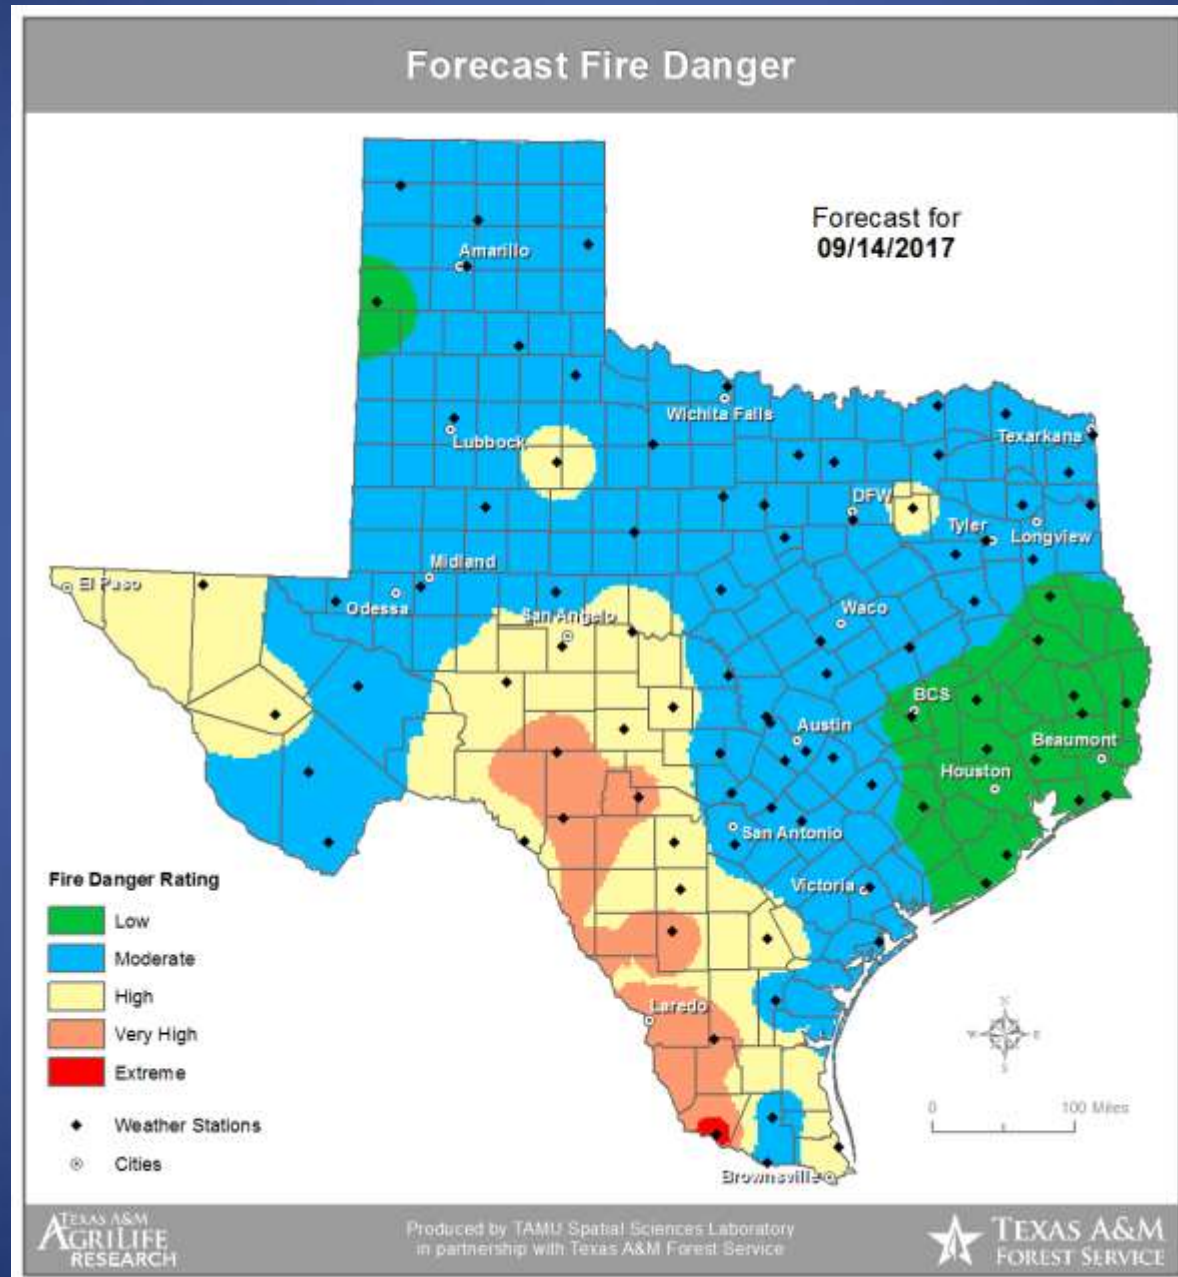 Forecast Fire Danger
Forecast for
09/14/2017
Amarillo
Wichita Falls
Lubbock
Texarkana
DFW
Tyler
Longview
Midland
El Paso
Odessa
San Angelo
Waco
BCS
Austin
Beaumont
Houston
San Antonio
Victoria
Fire Danger Rating
Low
Moderate
High
Very High
Extreme
Weather Stations
Cities
Laredo
N
W
E
S
0
100 Miles
Brownsville
TEXAS A&M
AGRILIFE
RESEARCH
Produced by TAMU Spatial Sciences Laboratory
in partnership with Texas A&M Forest Service
TEXAS A&M
FOREST SERVICE